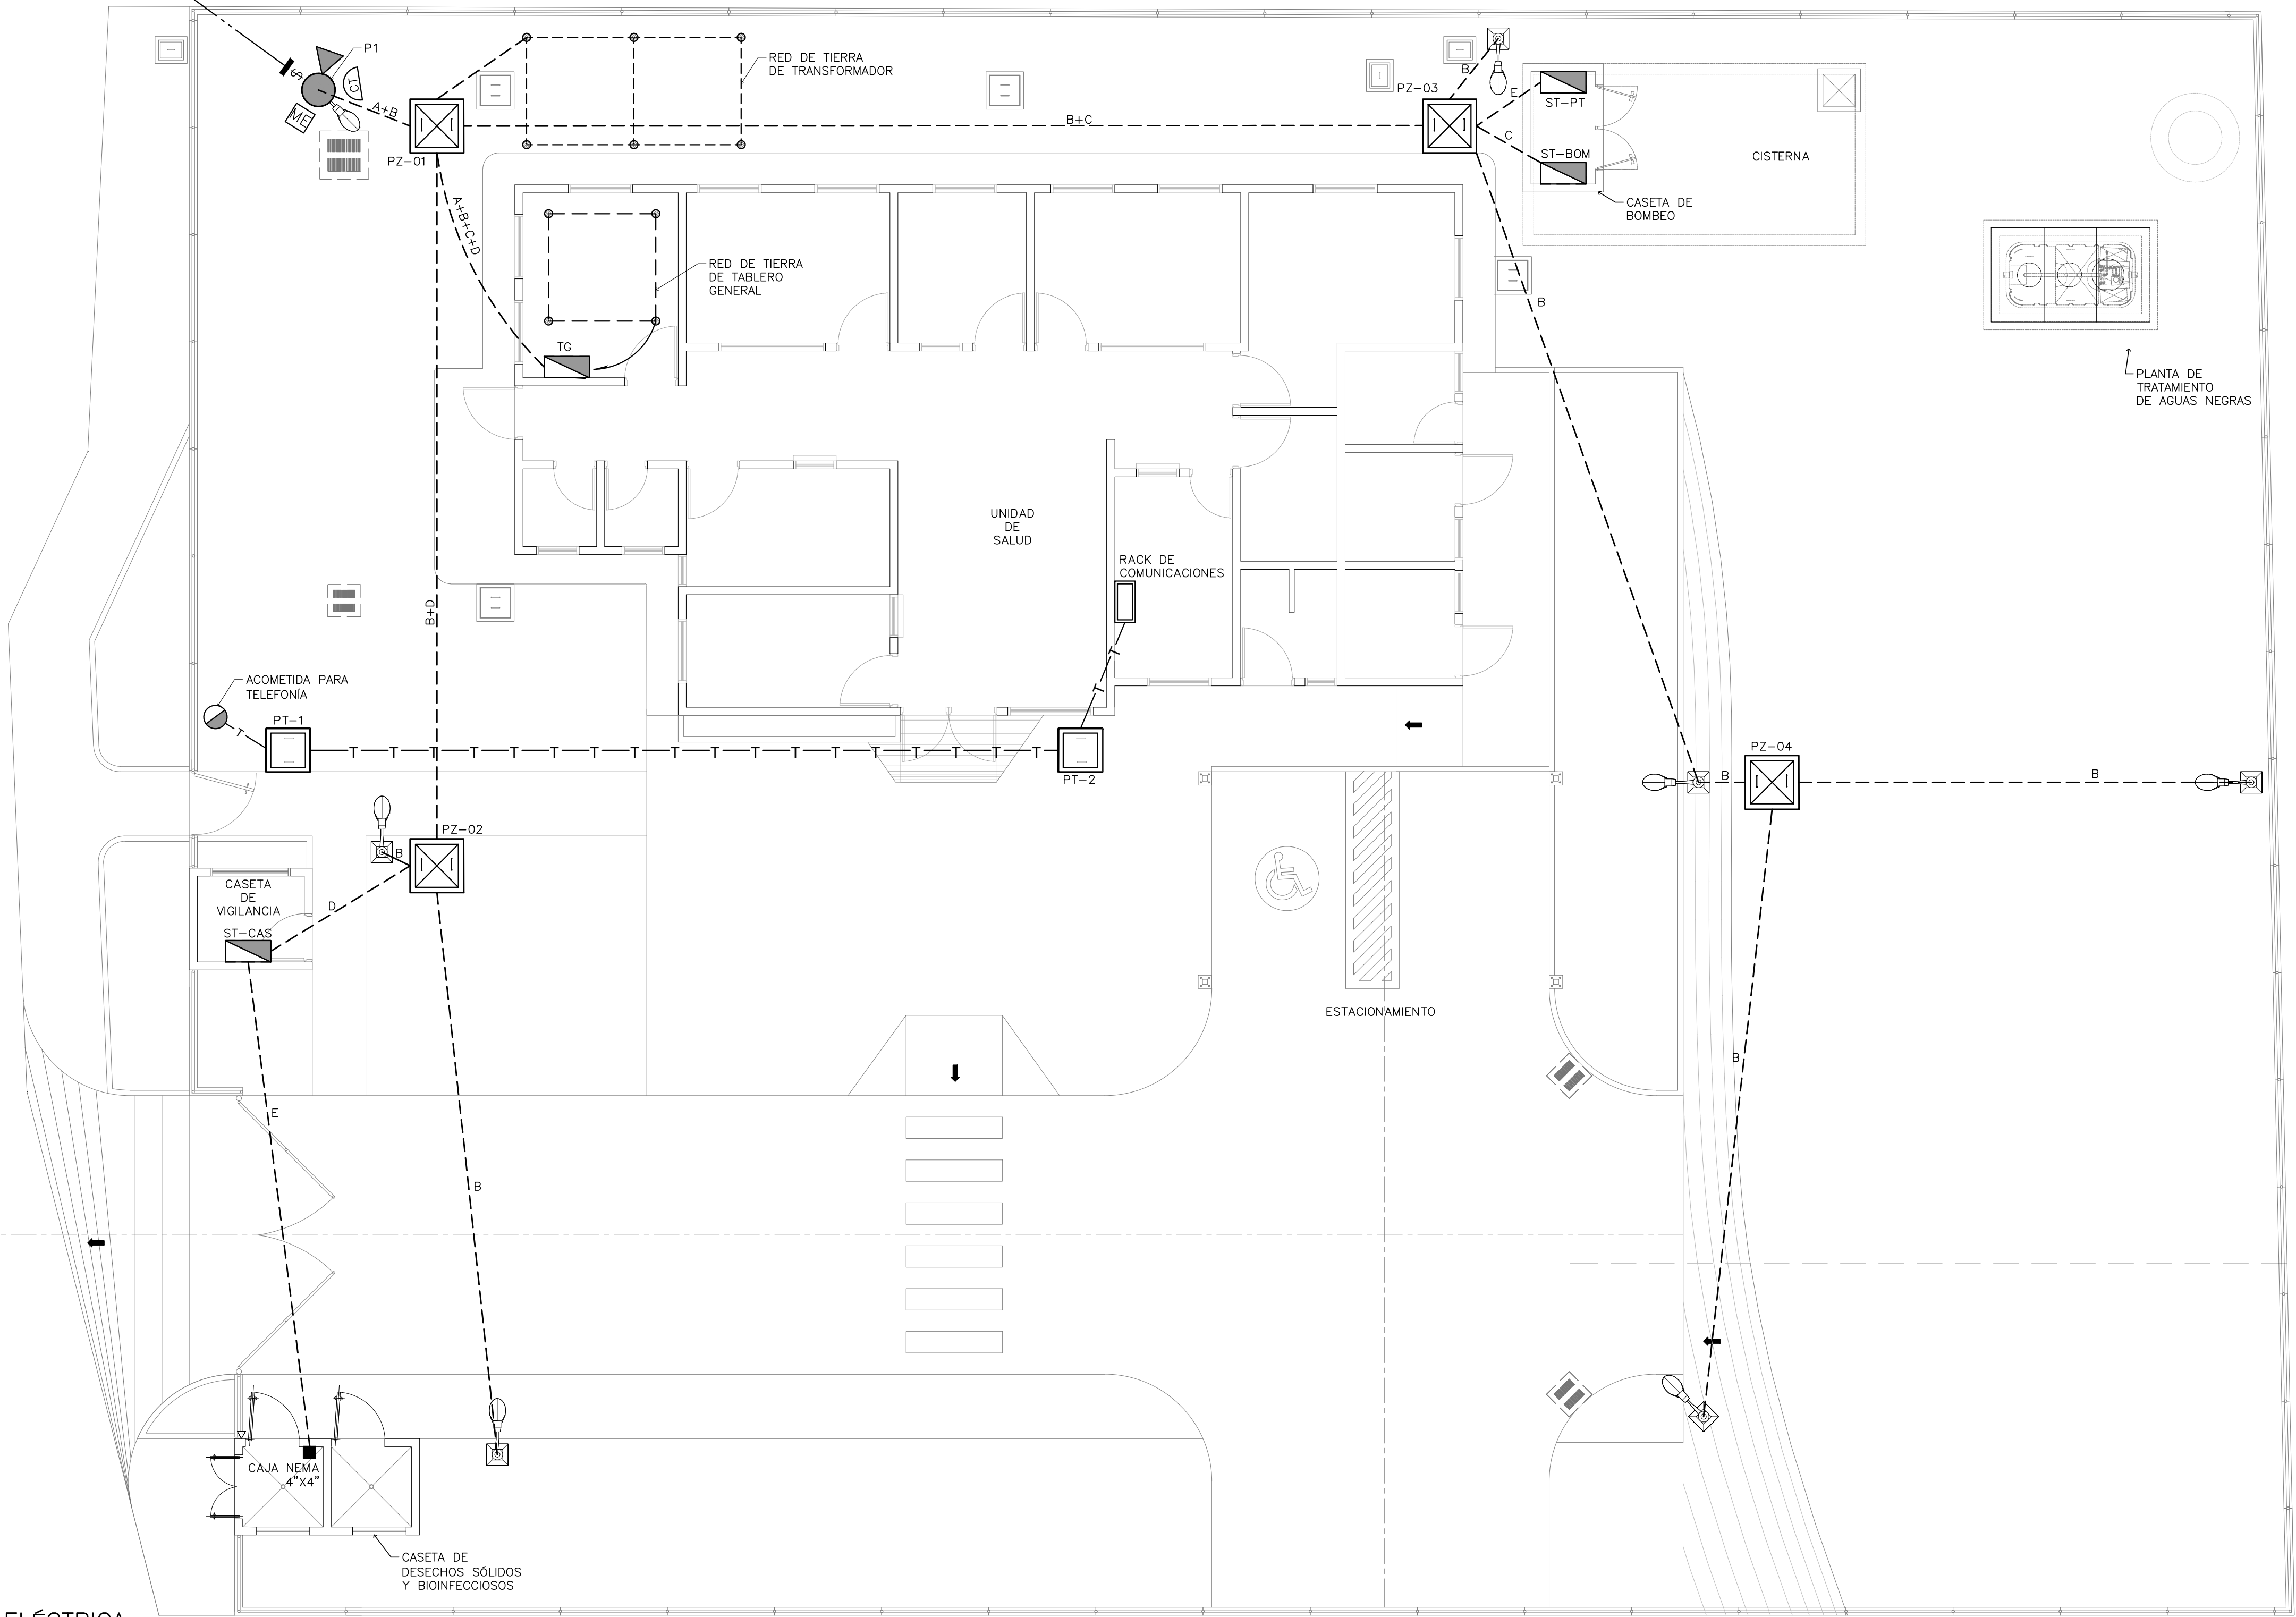 P1
CT
$
ME
A+B
PZ-01
RED DE TIERRA
DE TRANSFORMADOR
B+C
PZ-03
B
E
C
ST-PT
ST-BOM
CISTERNA
CASETA DE
BOMBEO
A+B+C+D
RED DE TIERRA
DE TABLERO
GENERAL
TG
B
PLANTA DE
TRATAMIENTO
DE AGUAS NEGRAS
UNIDAD
DE
SALUD
RACK DE
COMUNICACIONES
B+D
T
T
ACOMETIDA PARA
TELEFONÍA
T
PT-1
T T T T T T T T T T T T T T T T T T
PT-2
PZ-04
B
B
PZ-02
B
CASETA
DE
VIGILANCIA
D
ST-CAS
ESTACIONAMIENTO
B
E
B
CAJA NEMA
4"X4"
CASETA DE
DESECHOS SÓLIDOS
Y BIOINFECCIOSOS
ELÉCTRICA